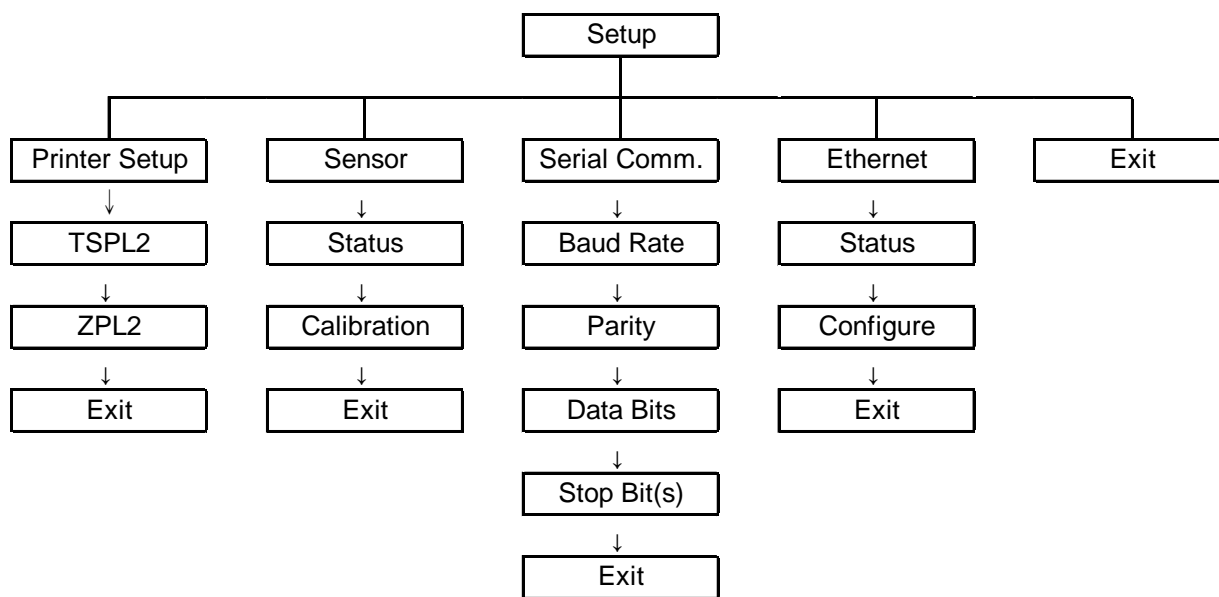 Setup
Printer Setup
Sensor
Serial Comm.
Ethernet
Exit
↓
↓
↓
↓
TSPL2
Status
Baud Rate
Status
↓
↓
↓
↓
ZPL2
Calibration
Parity
Configure
↓
↓
↓
↓
Exit
Exit
Data Bits
Exit
↓
Stop Bit(s)
↓
Exit